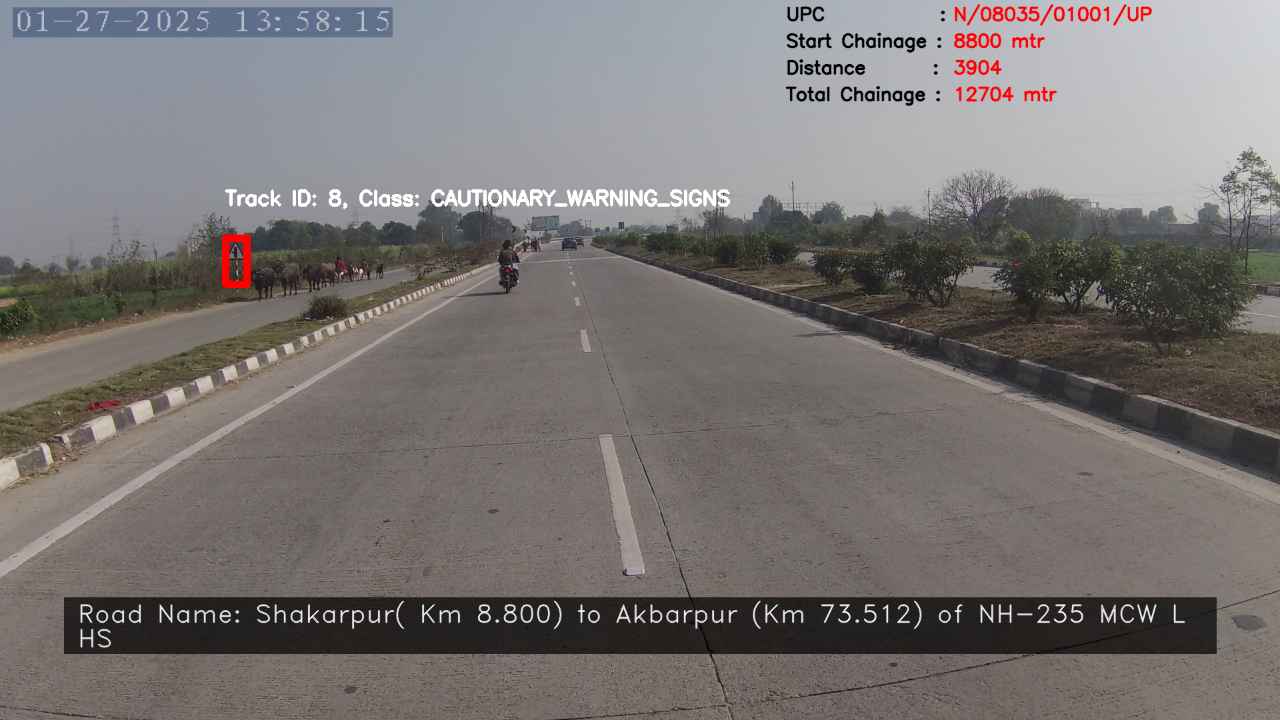 01-27-2025 13:58:15
UPC : N/08035/01001/UP
Start Chainage : 8800 mtr
Distance : 3904
Total Chainage : 12704 mtr
Track ID: 8, Class: CAUTIONARY_WARNING_SIGNS
Road Name: Shakarpur( Km 8.800) to Akbarpur (Km 73.512) of NH-235 MCW L
HS